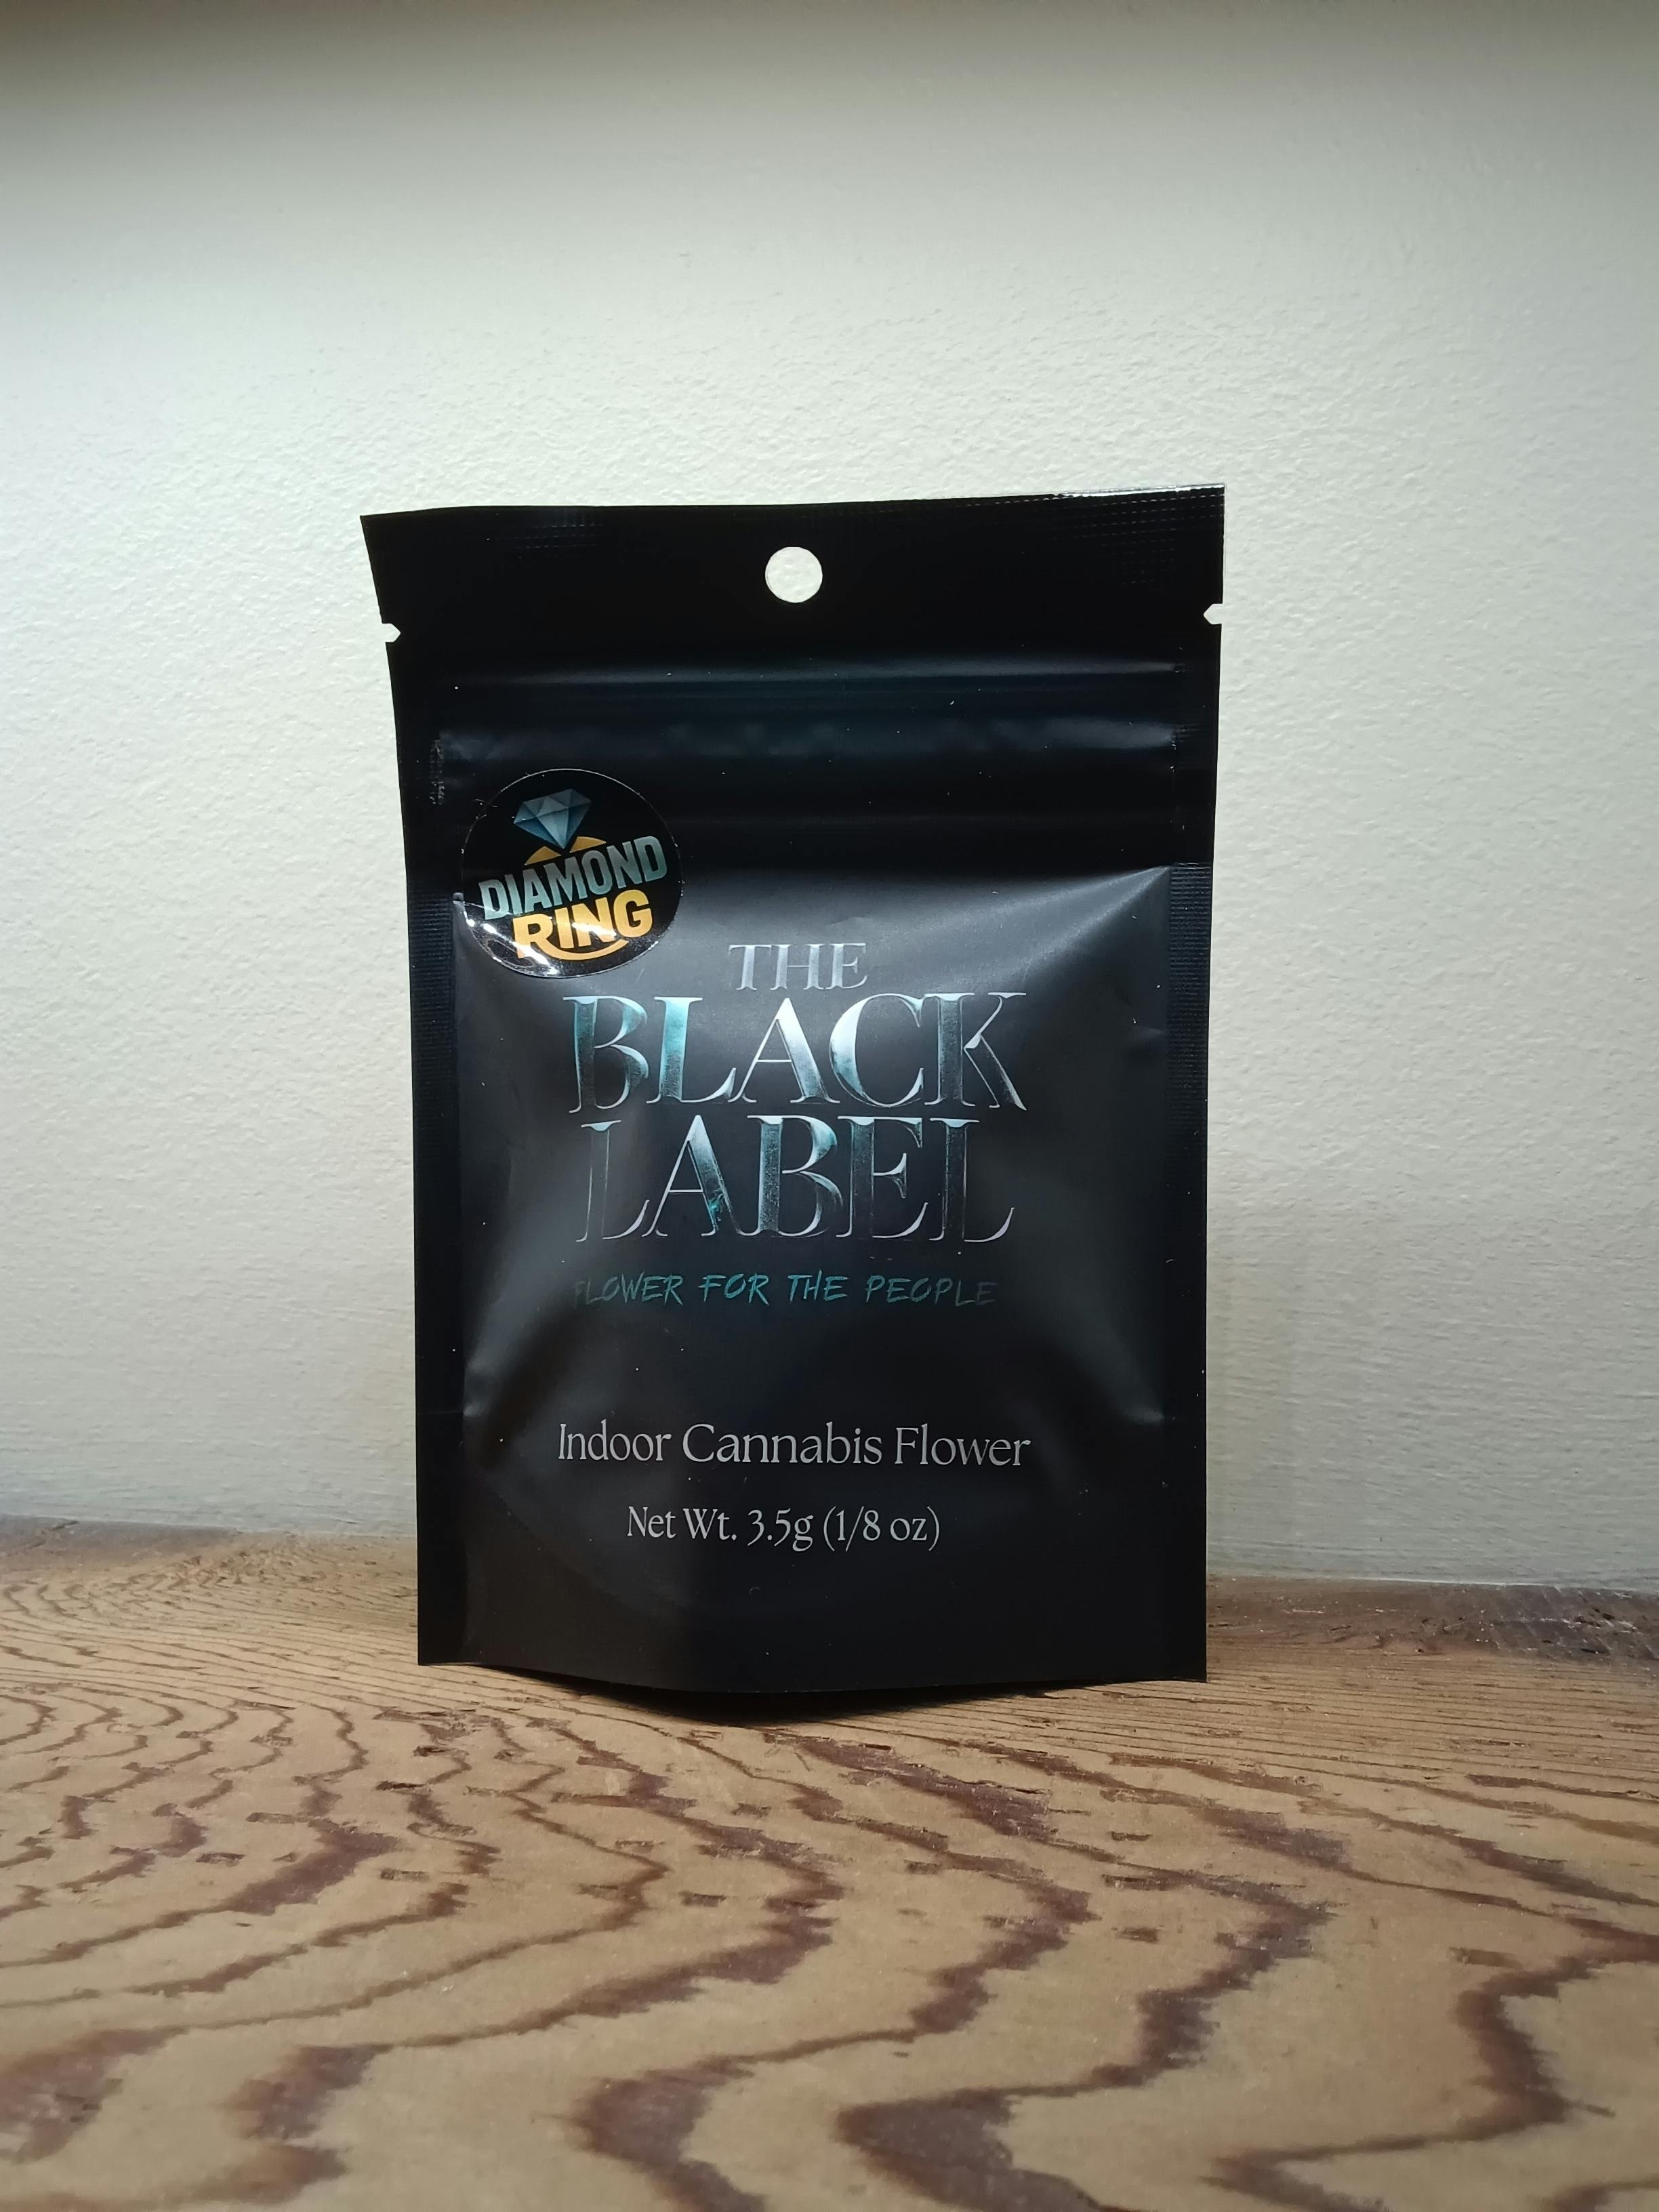 DIAMOND
RING
THE
BLACK
LABEL
FLOWER FOR THE PEOPLE
Indoor Cannabis Flower
Net Wt. 3.5g (1/8 oz)